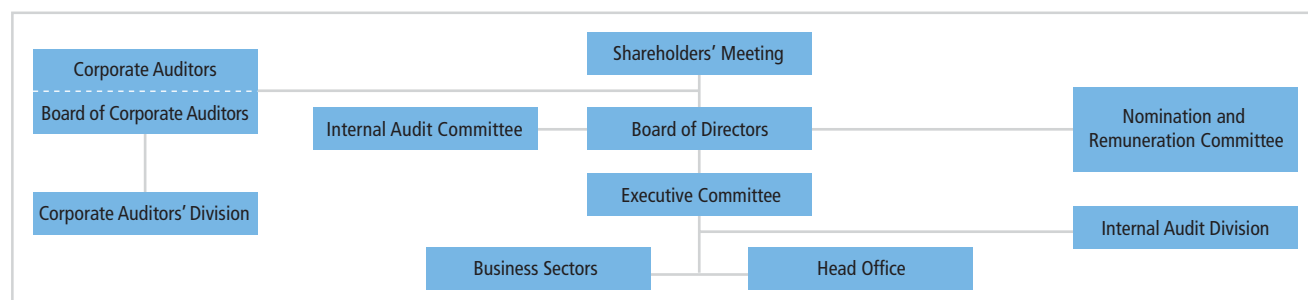 Shareholders’ Meeting
Corporate Auditors
Board of Corporate Auditors
Internal Audit Committee
Board of Directors
Nomination and
Remuneration Committee
Executive Committee
Corporate Auditors’ Division
Internal Audit Division
Business Sectors
Head Office